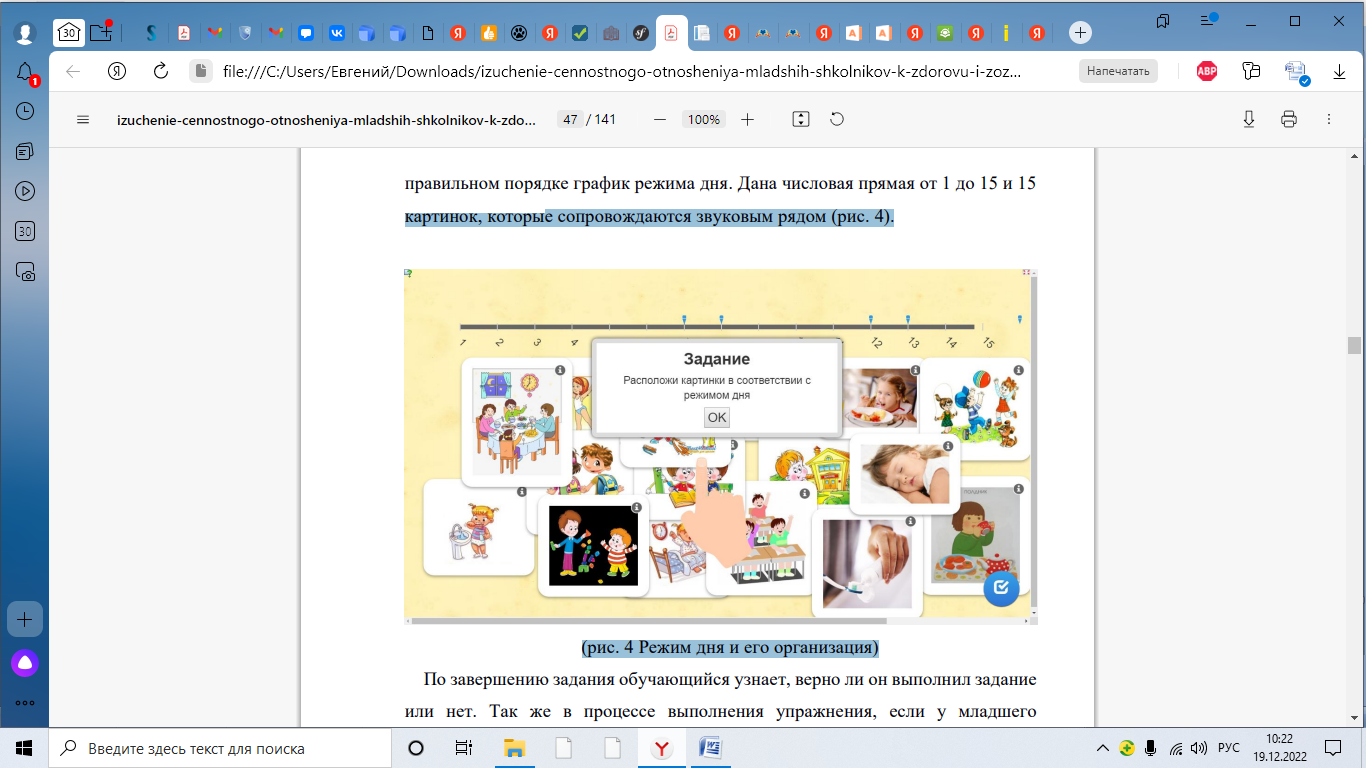 30
file:///C:/Users/Евгений/Downloads/izuchenie-cennostnogo-otnosheniya-mladshih-shkolnikov-k-zdorovu-i-zoz...
Напечатать
ABP
1
izuchenie-cennostnogo-otnosheniya-mladshih-shkolnikov-k-zdo...
47 / 141
100%
правильном порядке график режима дня. Дана числовая прямая от 1 до 15 и 15
картинок, которые сопровождаются звуковым рядом (рис. 4).
1 2 3 4 12 13 14 15
Задание
Расположи картинки в соответствии с
режимом дня
OK
(рис. 4 Режим дня и его организация)
По завершению задания обучающийся узнает, верно ли он выполнил задание
или нет. Так же в процессе выполнения упражнения, если у младшего
30
Введите здесь текст для поиска
РУС
10:22
19.12.2022